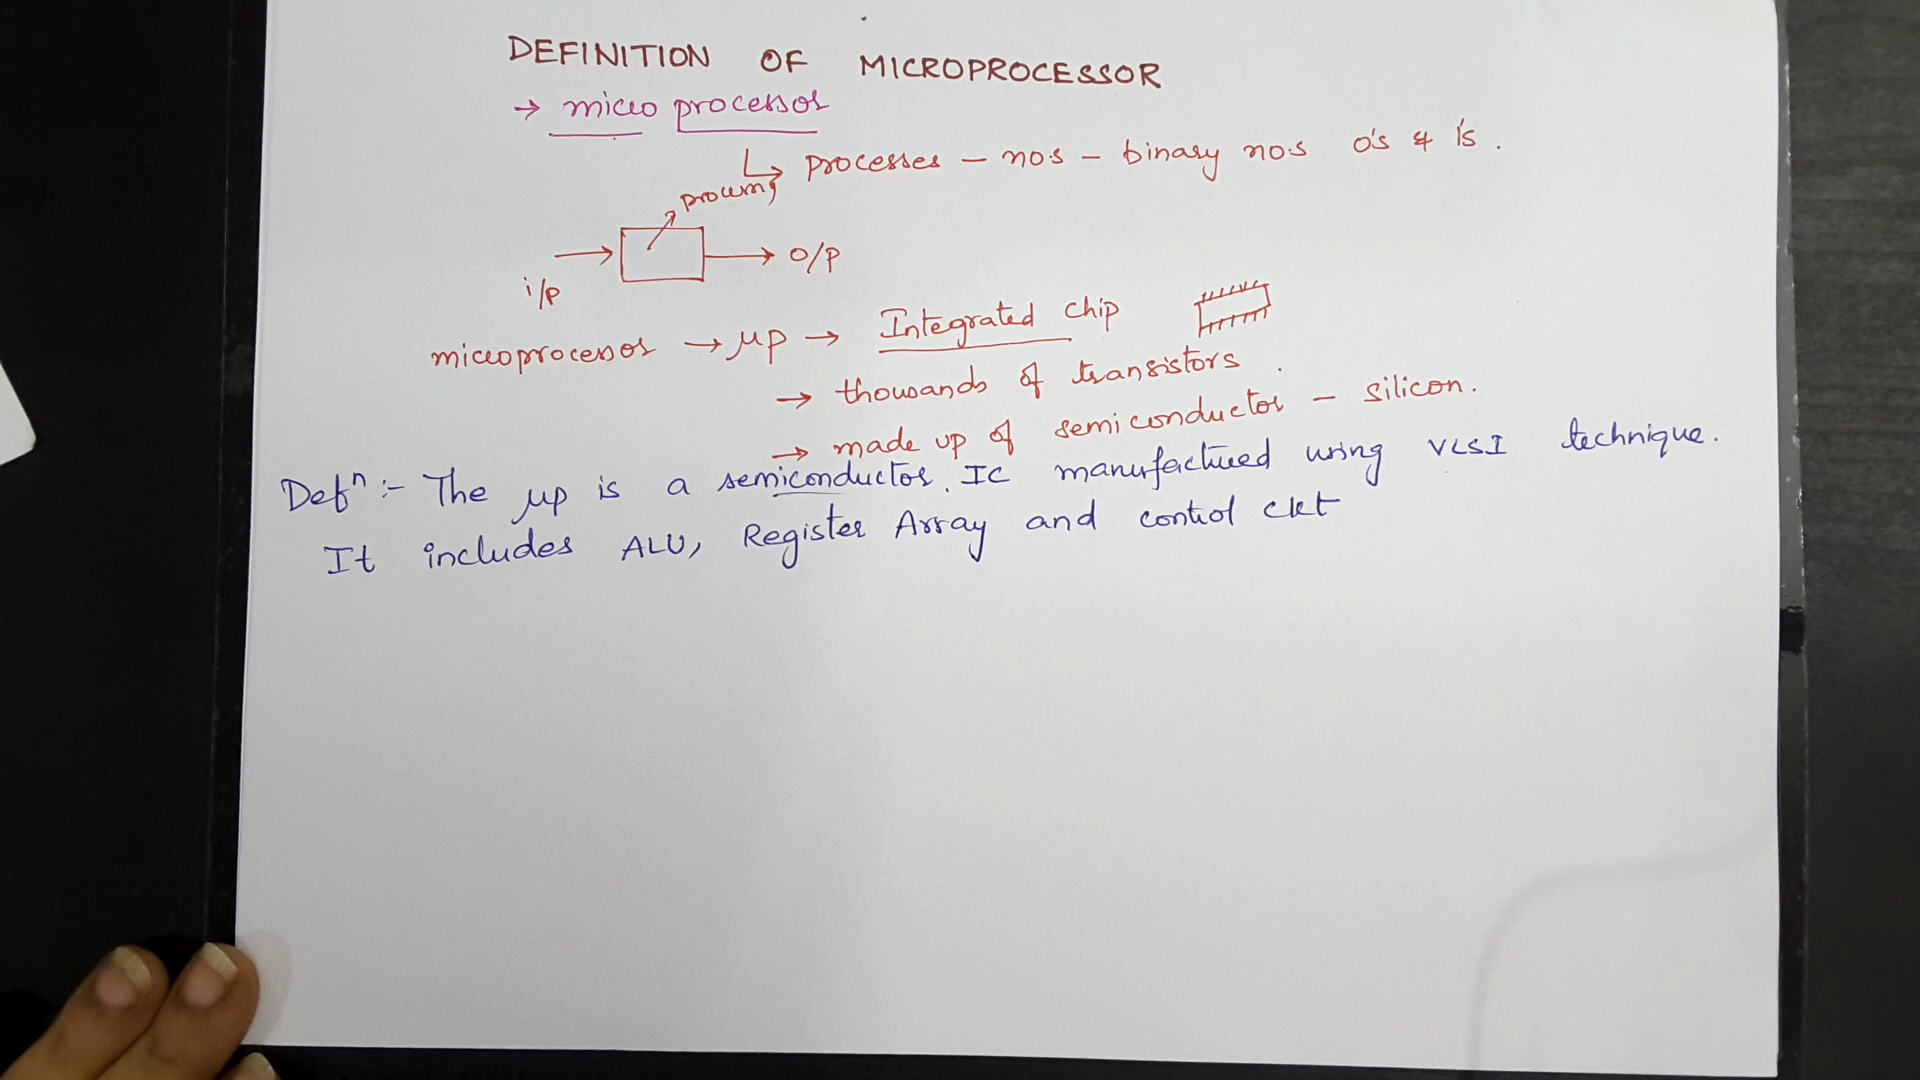 DEFINITION OF MICROPROCESSOR
→ micro processor
↳ processes - nos - binary nos 0's & 1's.
i/p
o/p
microprocessor → μp → Integrated chip
→ thousands of transistors.
→ made up of semiconductor - silicon.
Defⁿ :- The μp is a semiconductor IC manufactured using VLSI technique.
It includes ALU, Register Array and control ckt